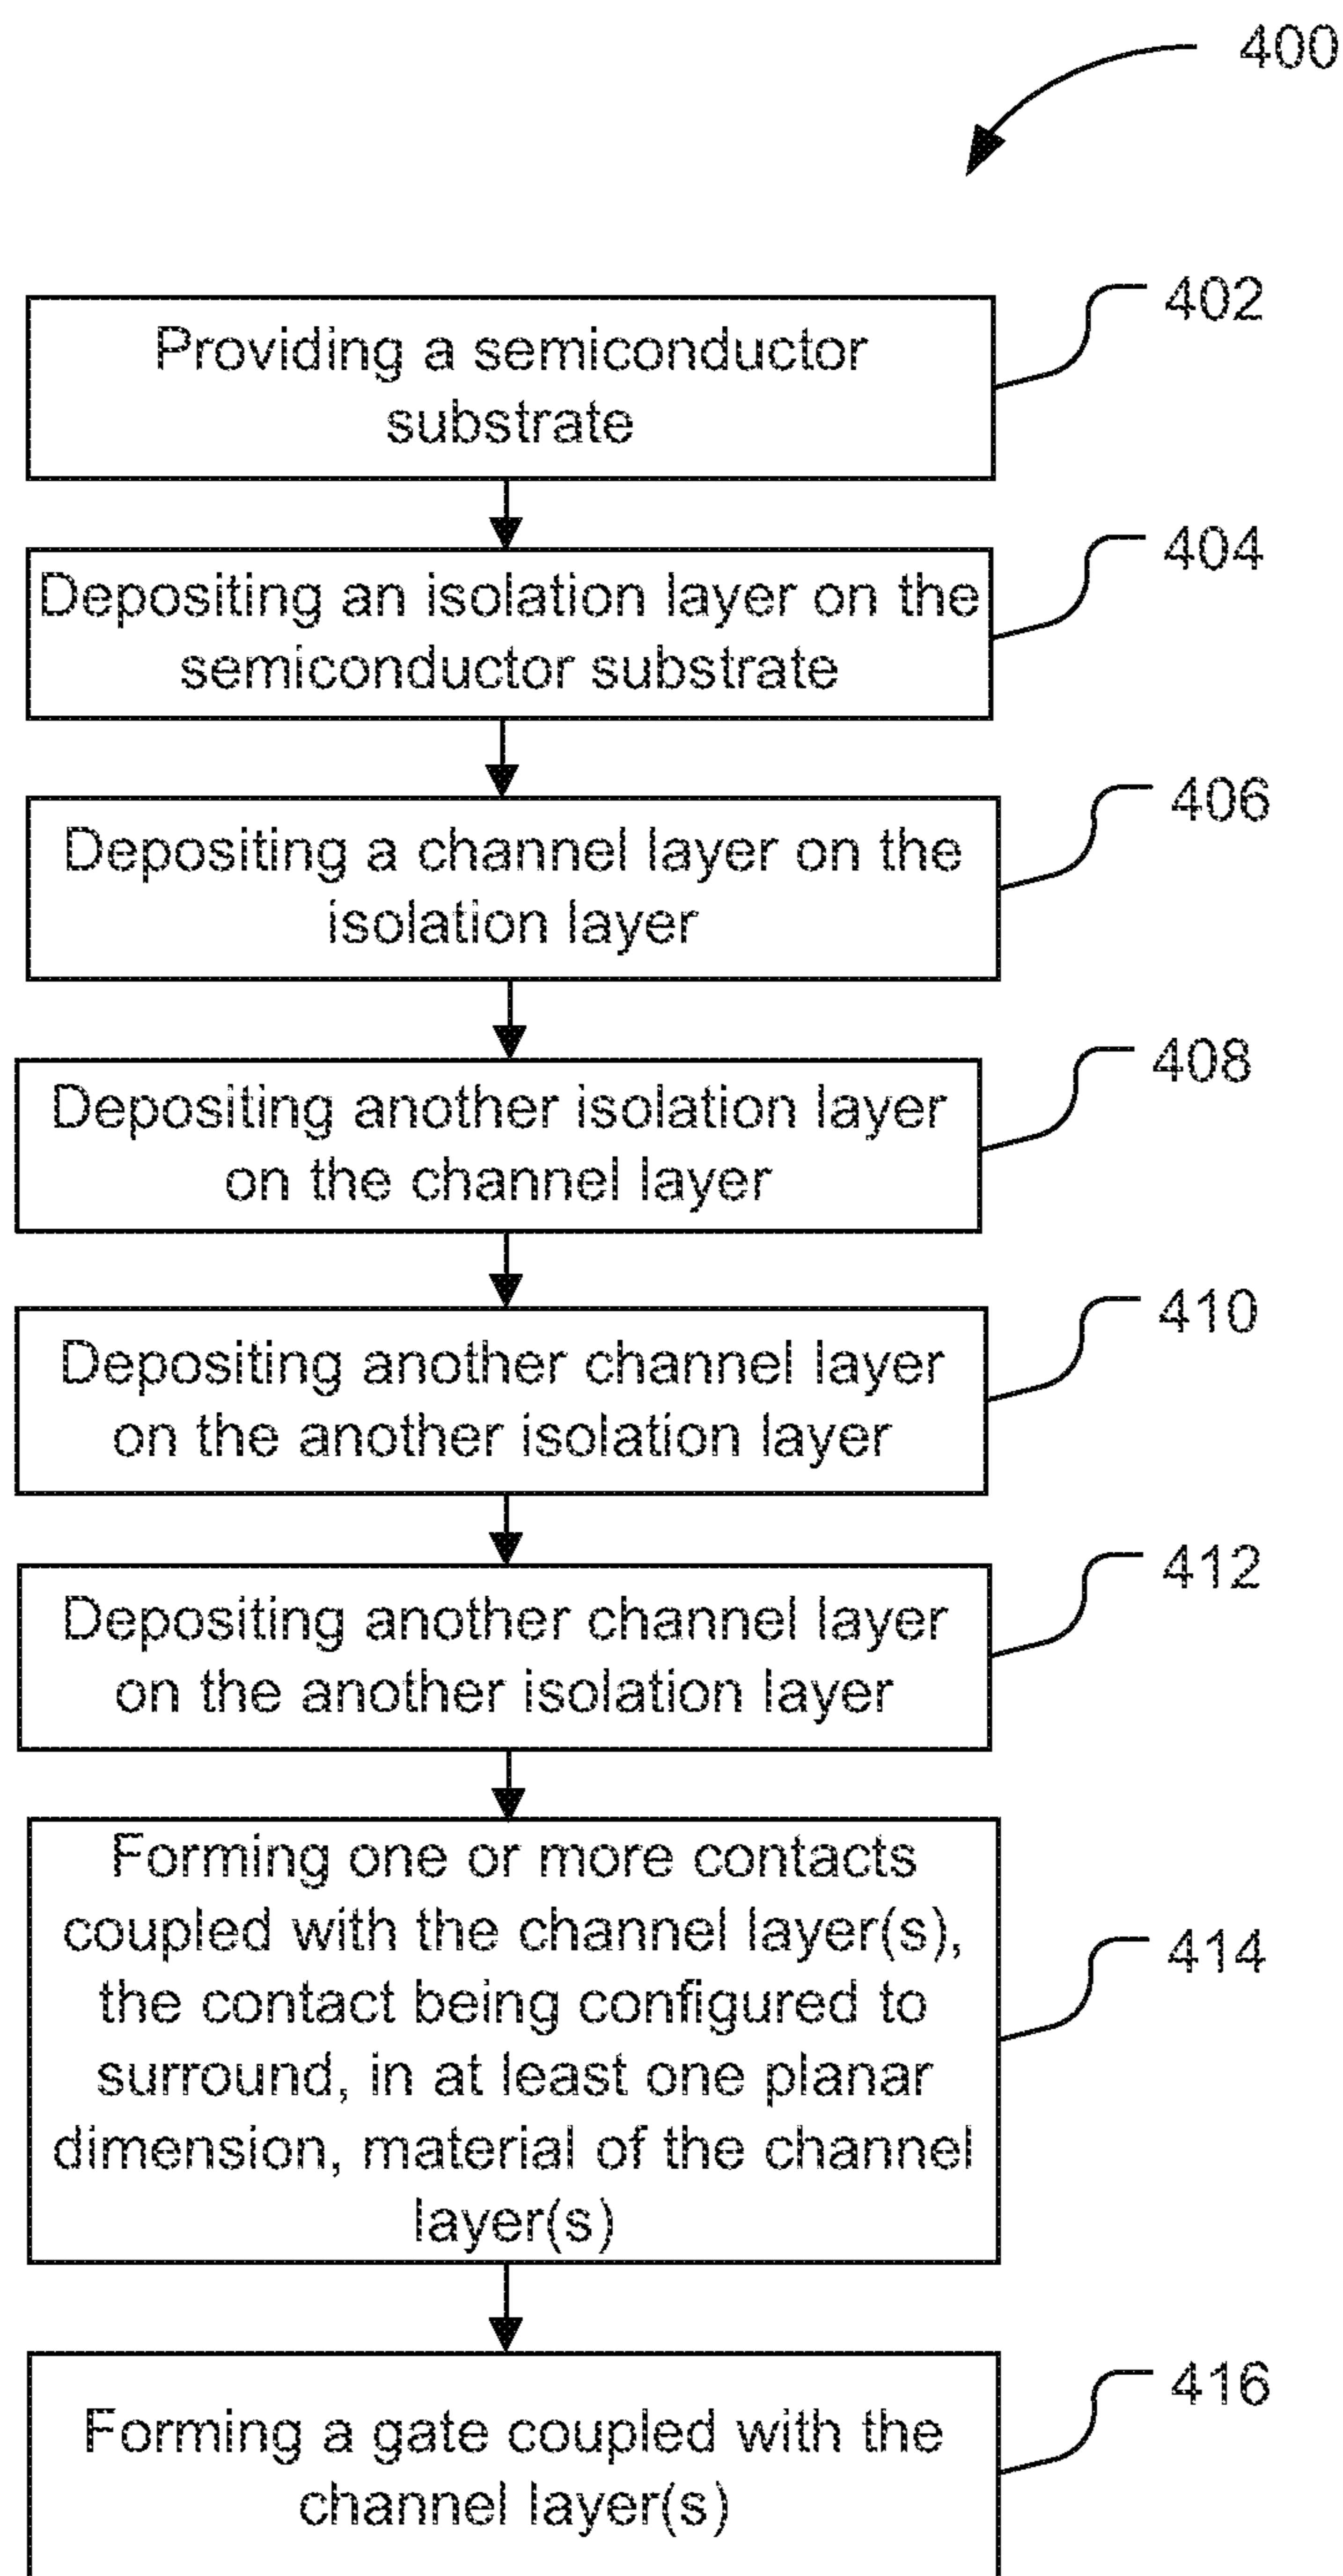 400
402
Providing a semiconductor
substrate
404
Depositing an isolation layer on the
semiconductor substrate
406
Depositing a channel layer on the
isolation layer
408
Depositing another isolation layer
on the channel layer
410
Depositing another channel layer
on the another isolation layer
412
Depositing another channel layer
on the another isolation layer
414
Forming one or more contacts
coupled with the channel layer(s),
the contact being configured to
surround, in at least one planar
dimension, material of the channel
layer(s)
416
Forming a gate coupled with the
channel layer(s)